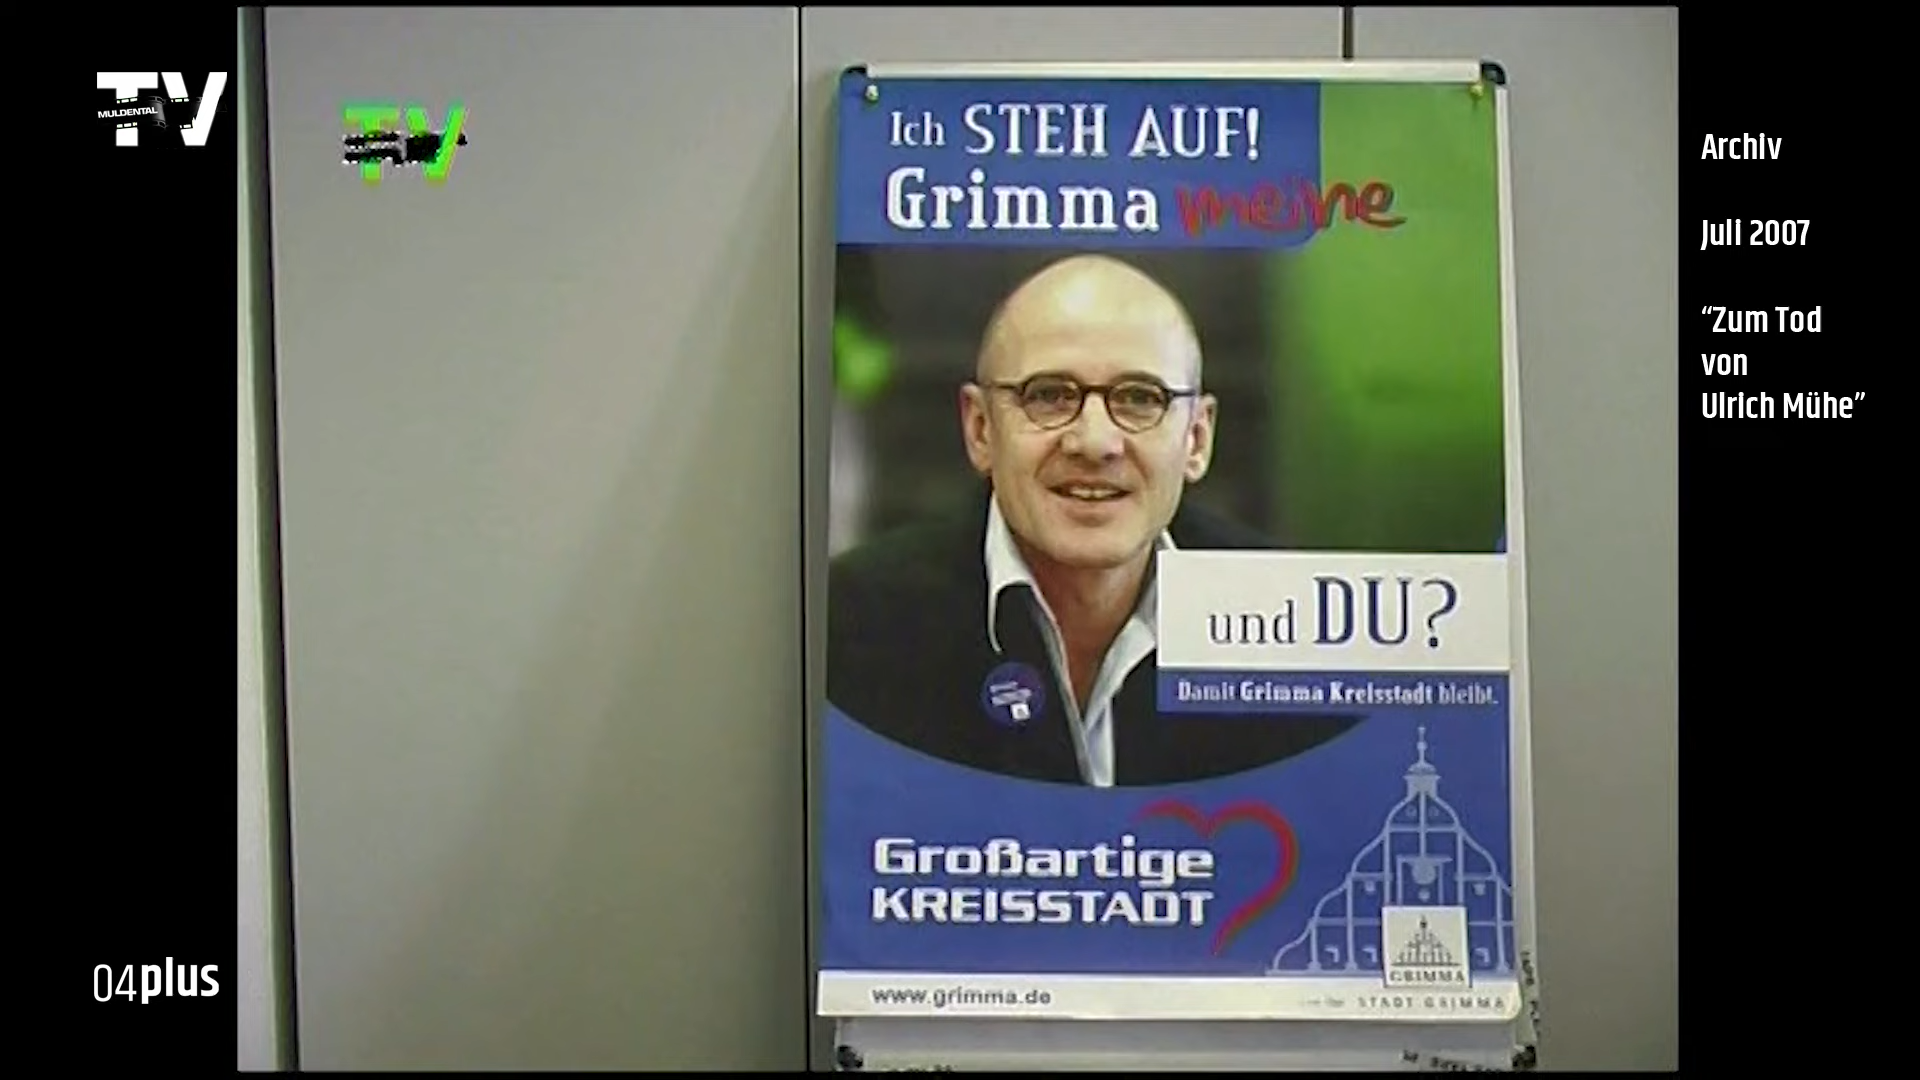 TV
MULDENTAL
TV
Ich STEH AUF!
Grimma meine
und DU?
Damit Grimma Kreisstadt bleibt.
Großartige
KREISSTADT
GRIMMA
www.grimma.de
STADT GRIMMA
Archiv
Juli 2007
“Zum Tod
von
Ulrich Mühe”
04plus